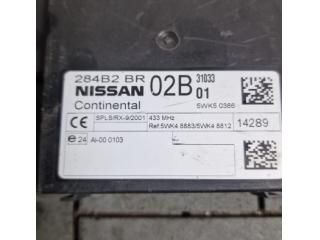 284B2 BR
NISSAN 02B 31033 01
Continental 5WK5 0386
CE SPLS/RX-9/2001 433 MHz 14289
Ref.5WK4 8883/5WK4 8812
e 24 AI-00 0103